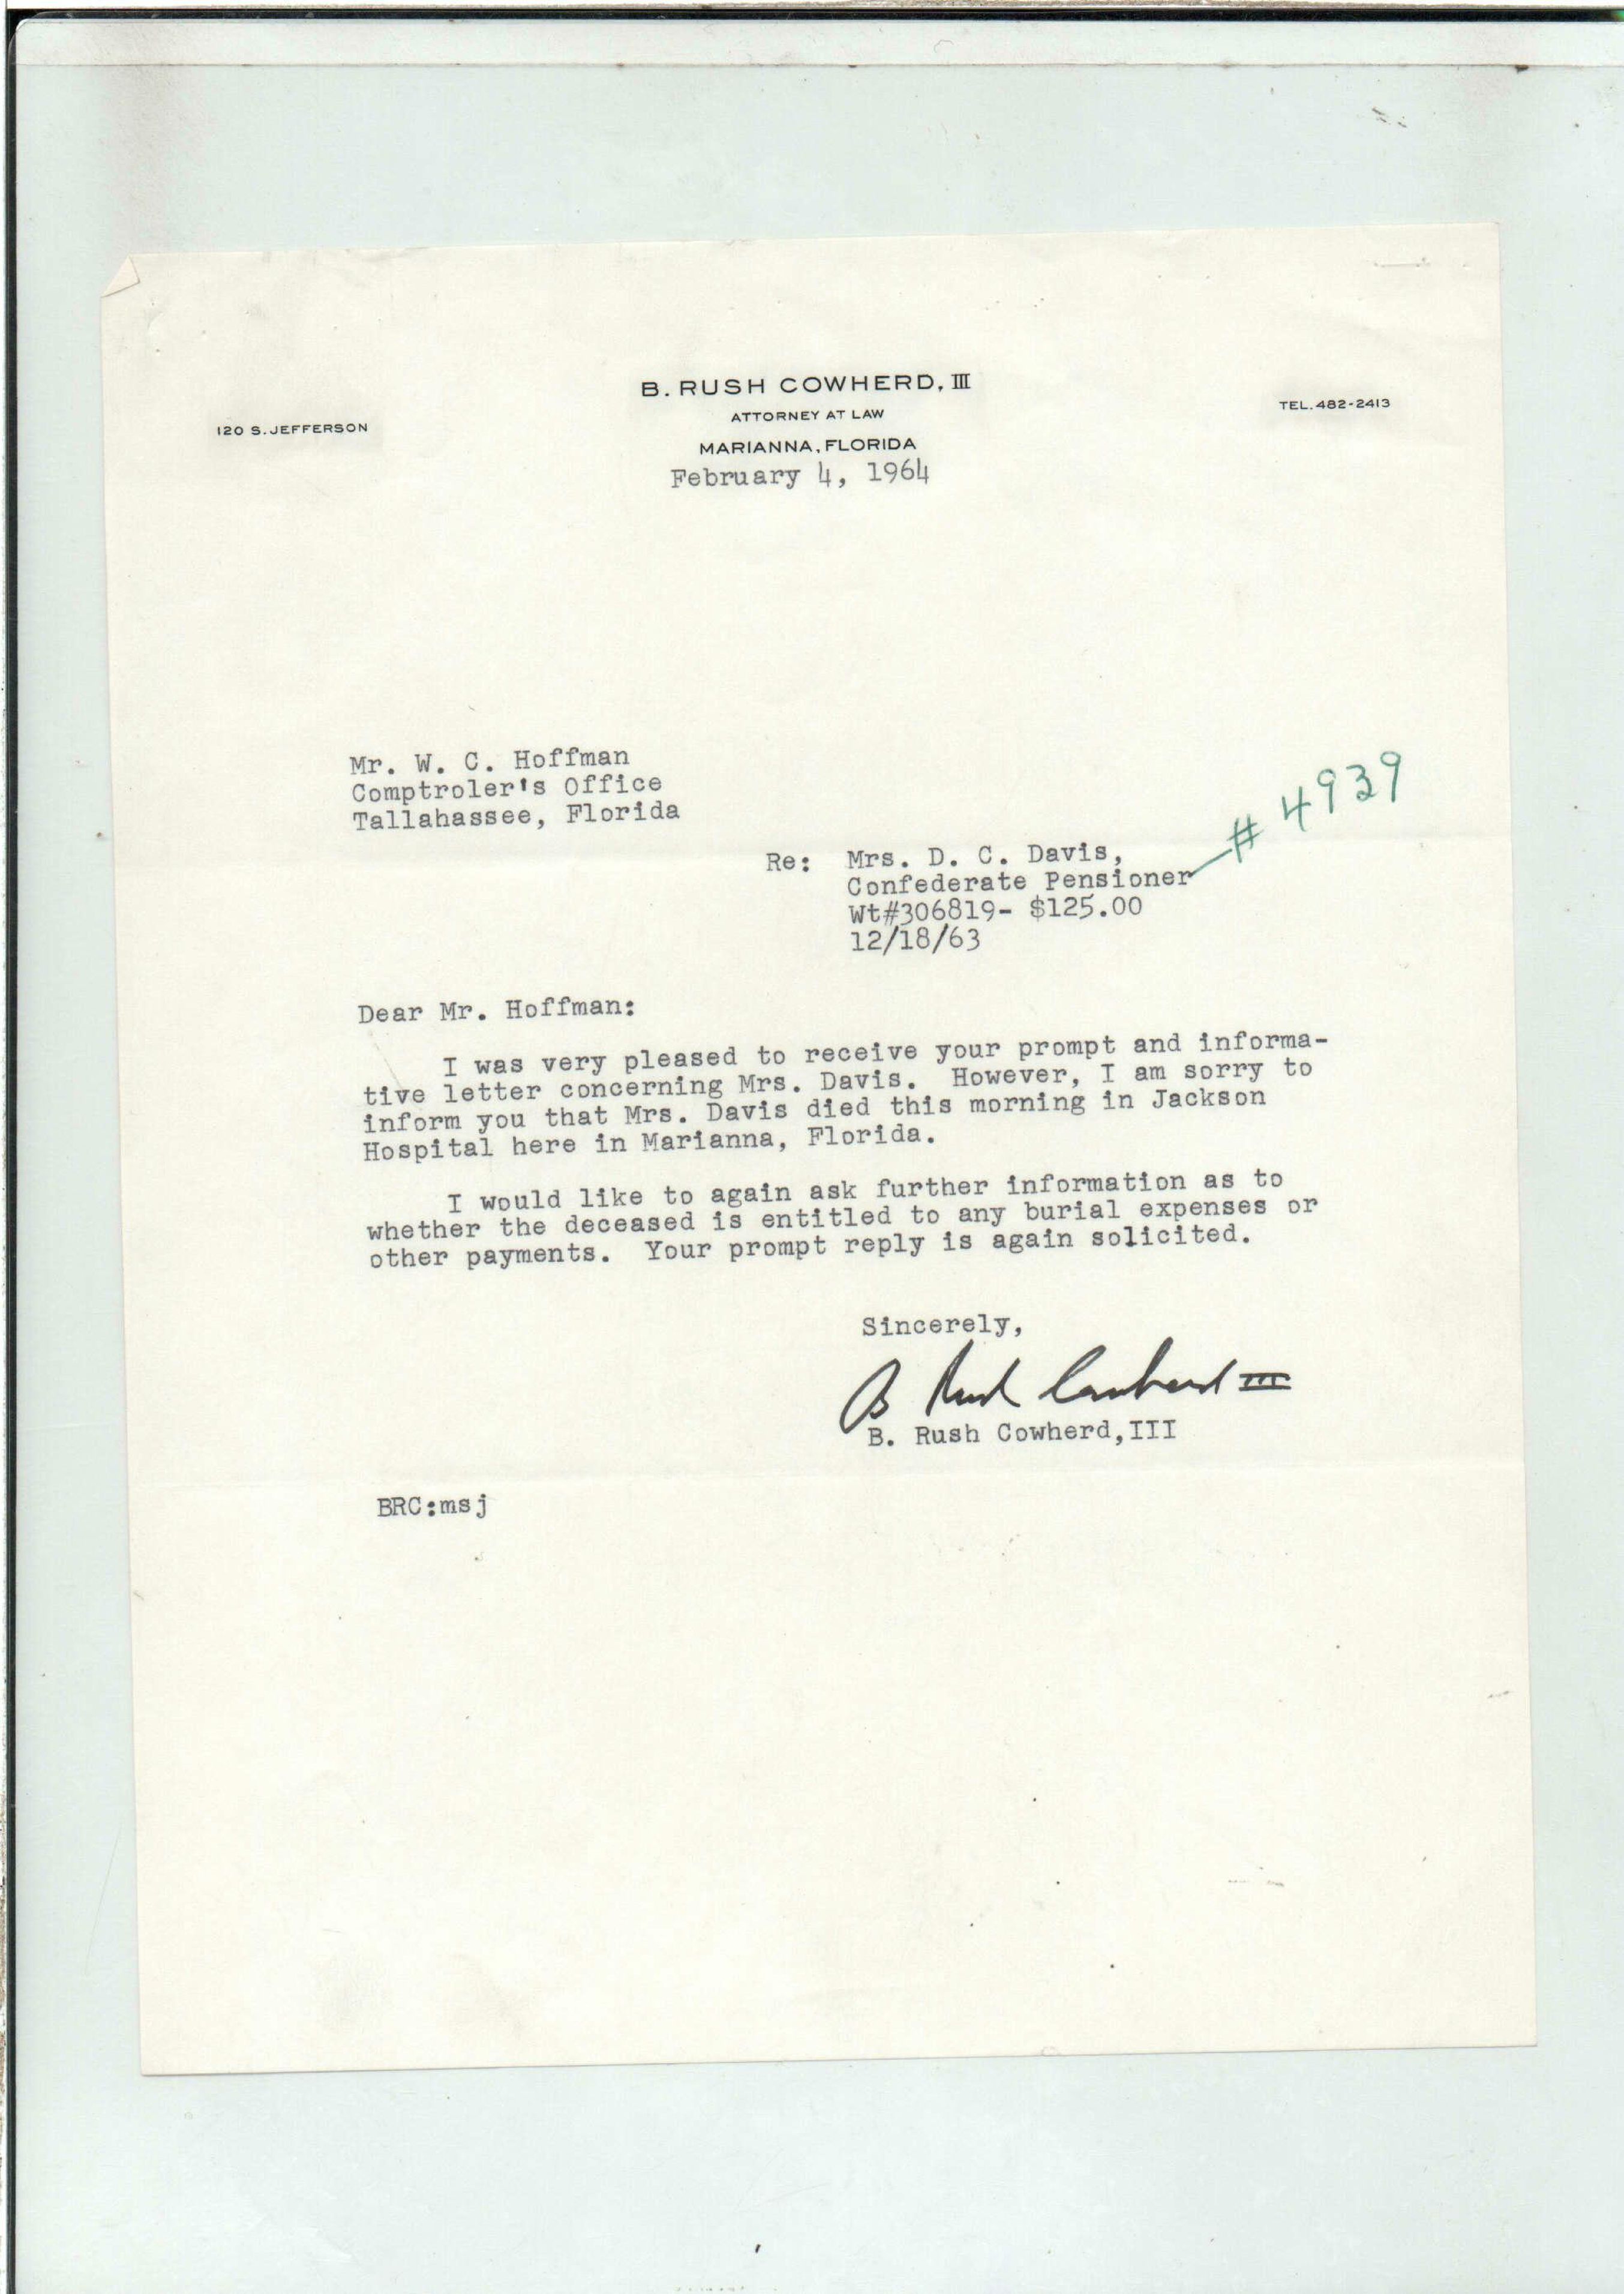 B. RUSH COWHERD, III
ATTORNEY AT LAW
120 S. JEFFERSON
TEL. 482-2413
MARIANNA, FLORIDA
February 4, 1964
Mr. W. C. Hoffman
Comptroler's Office
Tallahassee, Florida
# 4939
Re: Mrs. D. C. Davis,
Confederate Pensioner
Wt#306819- $125.00
12/18/63
Dear Mr. Hoffman:
I was very pleased to receive your prompt and informa-
tive letter concerning Mrs. Davis. However, I am sorry to
inform you that Mrs. Davis died this morning in Jackson
Hospital here in Marianna, Florida.
I would like to again ask further information as to
whether the deceased is entitled to any burial expenses or
other payments. Your prompt reply is again solicited.
Sincerely,
B Rush Cowherd III
B. Rush Cowherd,III
BRC:msj